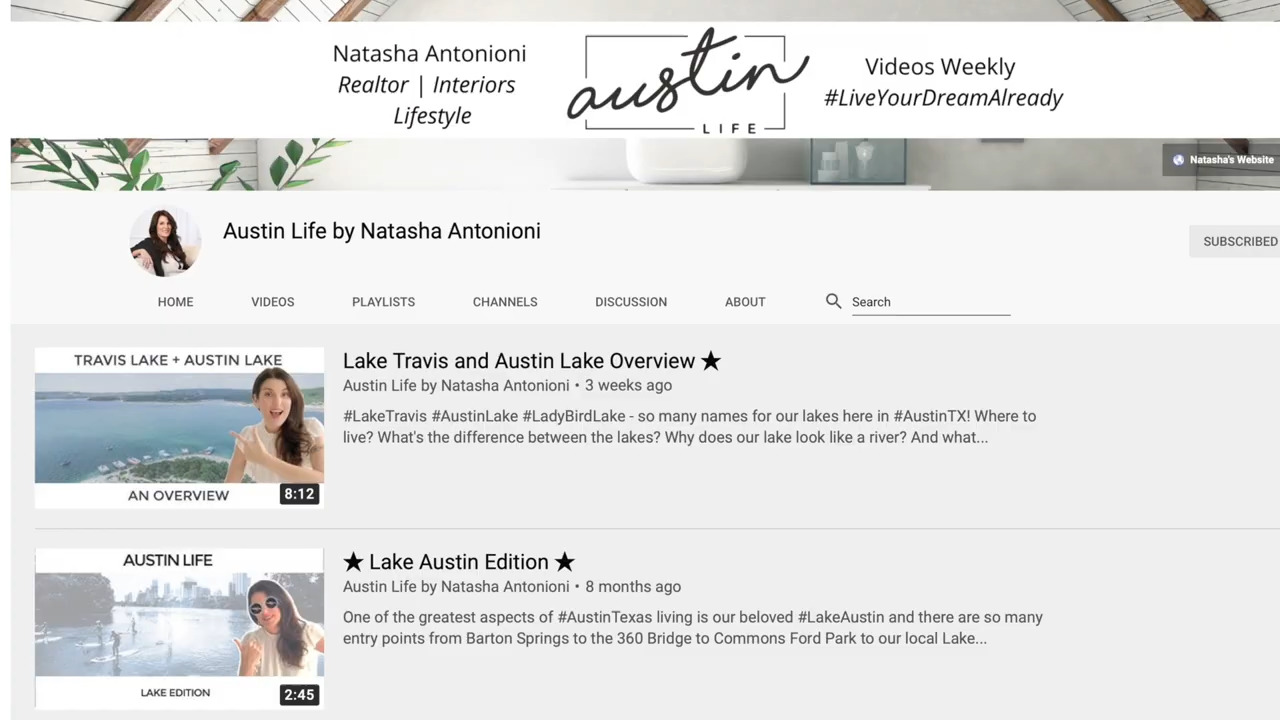 Natasha Antonioni
Realtor | Interiors
Lifestyle
austin
LIFE
Videos Weekly
#LiveYourDreamAlready
Natasha's Website
Austin Life by Natasha Antonioni
SUBSCRIBED
HOME VIDEOS PLAYLISTS CHANNELS DISCUSSION ABOUT Search
TRAVIS LAKE + AUSTIN LAKE
AN OVERVIEW
8:12
Lake Travis and Austin Lake Overview ★
Austin Life by Natasha Antonioni • 3 weeks ago
#LakeTravis #AustinLake #LadyBirdLake - so many names for our lakes here in #AustinTX! Where to
live? What's the difference between the lakes? Why does our lake look like a river? And what...
AUSTIN LIFE
LAKE EDITION
2:45
★ Lake Austin Edition ★
Austin Life by Natasha Antonioni • 8 months ago
One of the greatest aspects of #AustinTexas living is our beloved #LakeAustin and there are so many
entry points from Barton Springs to the 360 Bridge to Commons Ford Park to our local Lake...